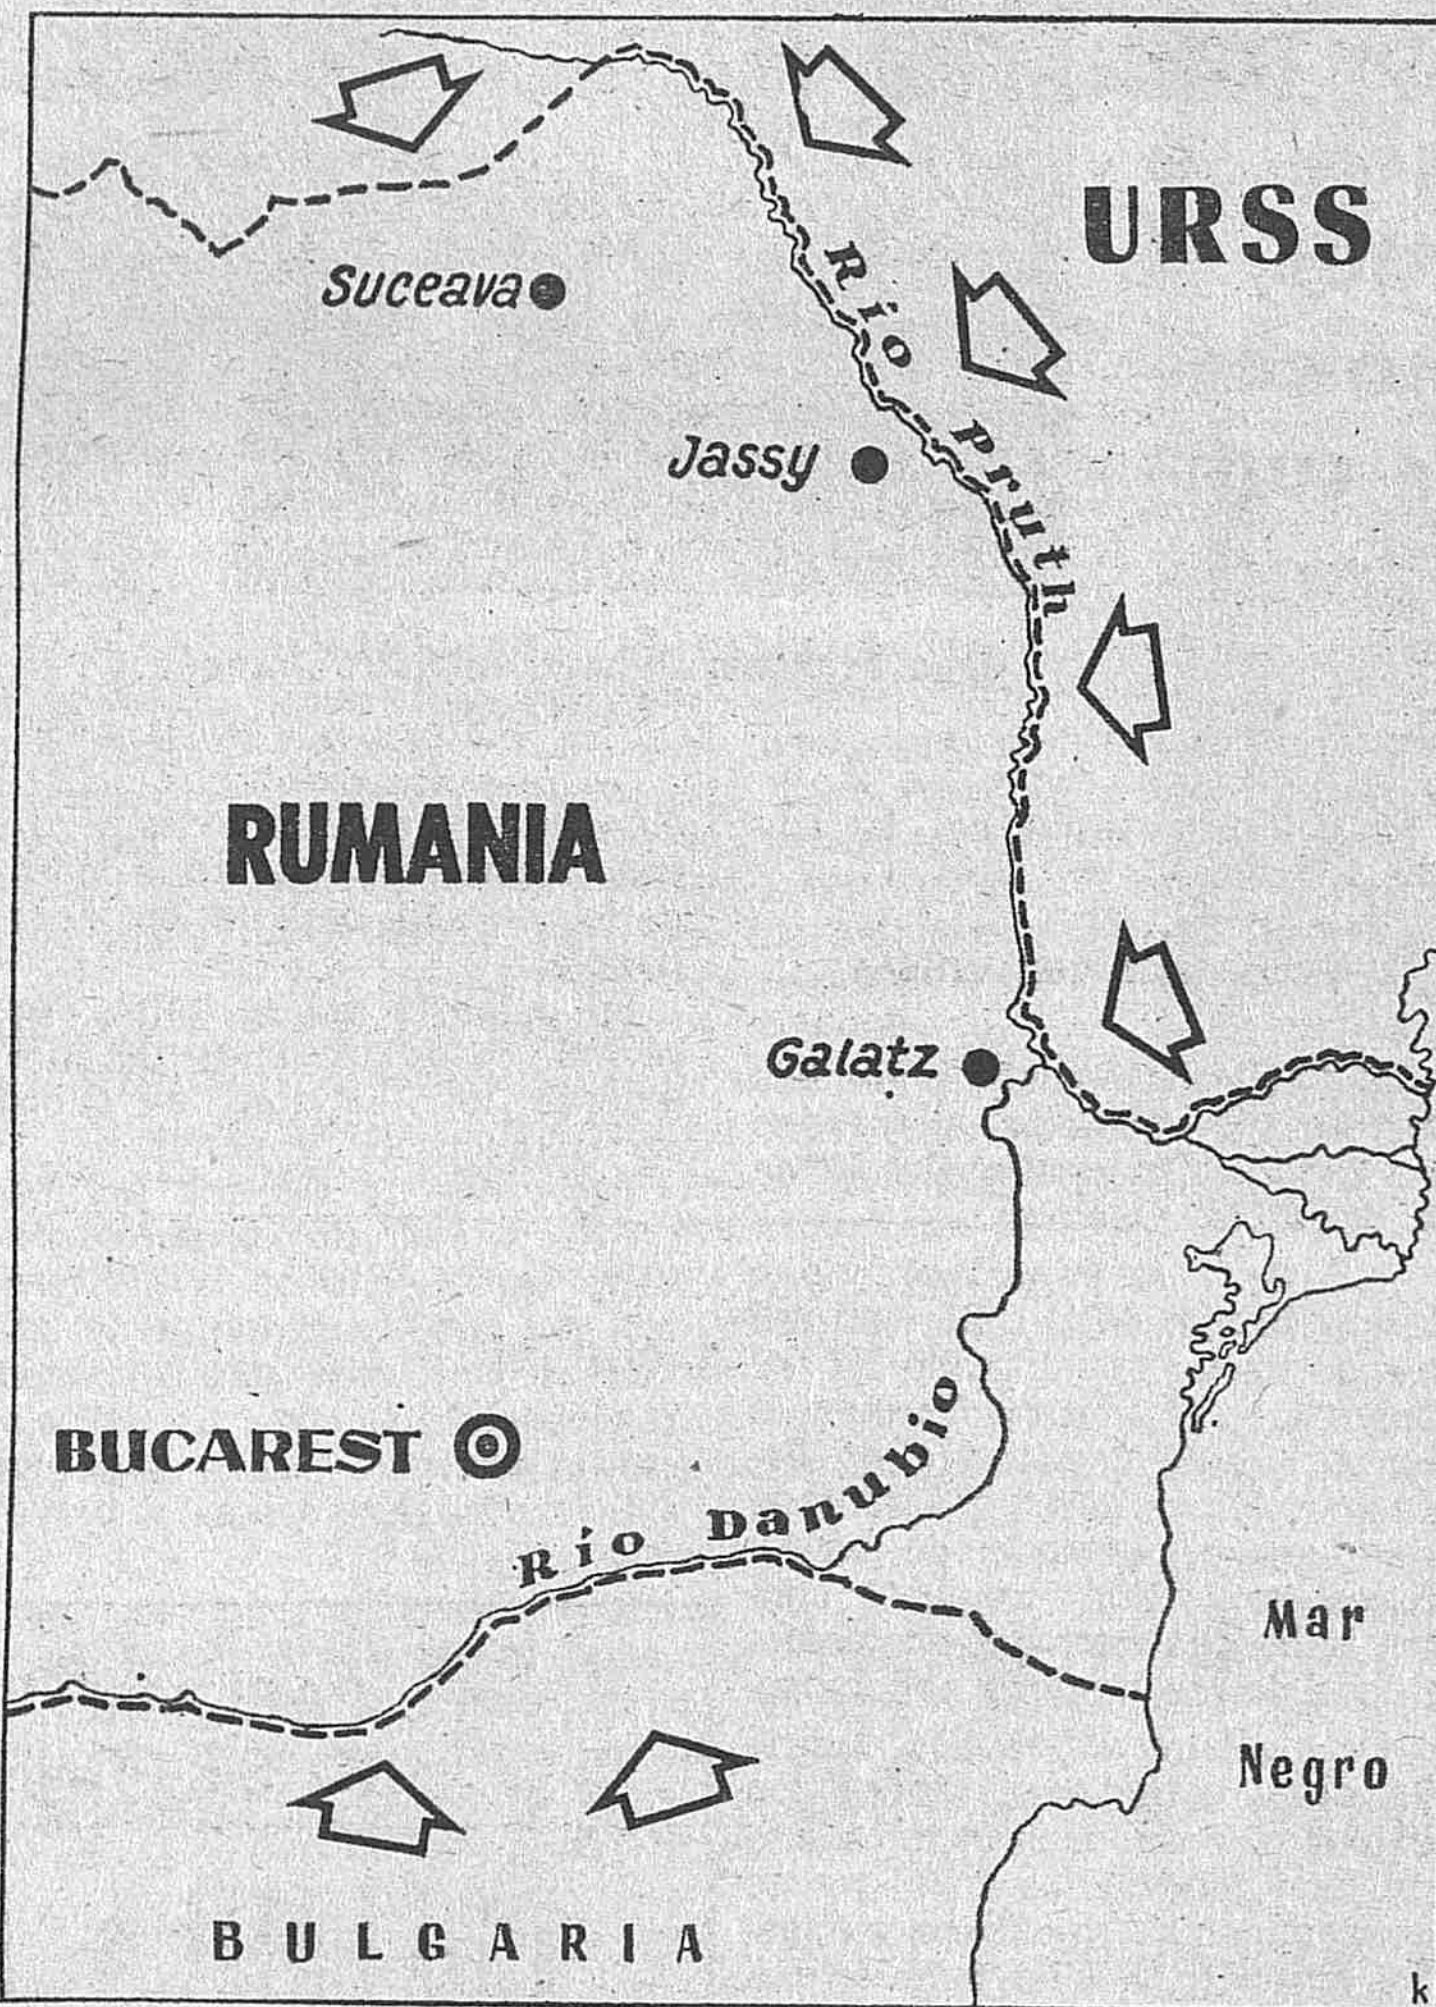 URSS
Suceava
Río Pruth
Jassy
RUMANIA
Galatz
BUCAREST
Río Danubio
Mar
Negro
BULGARIA
k